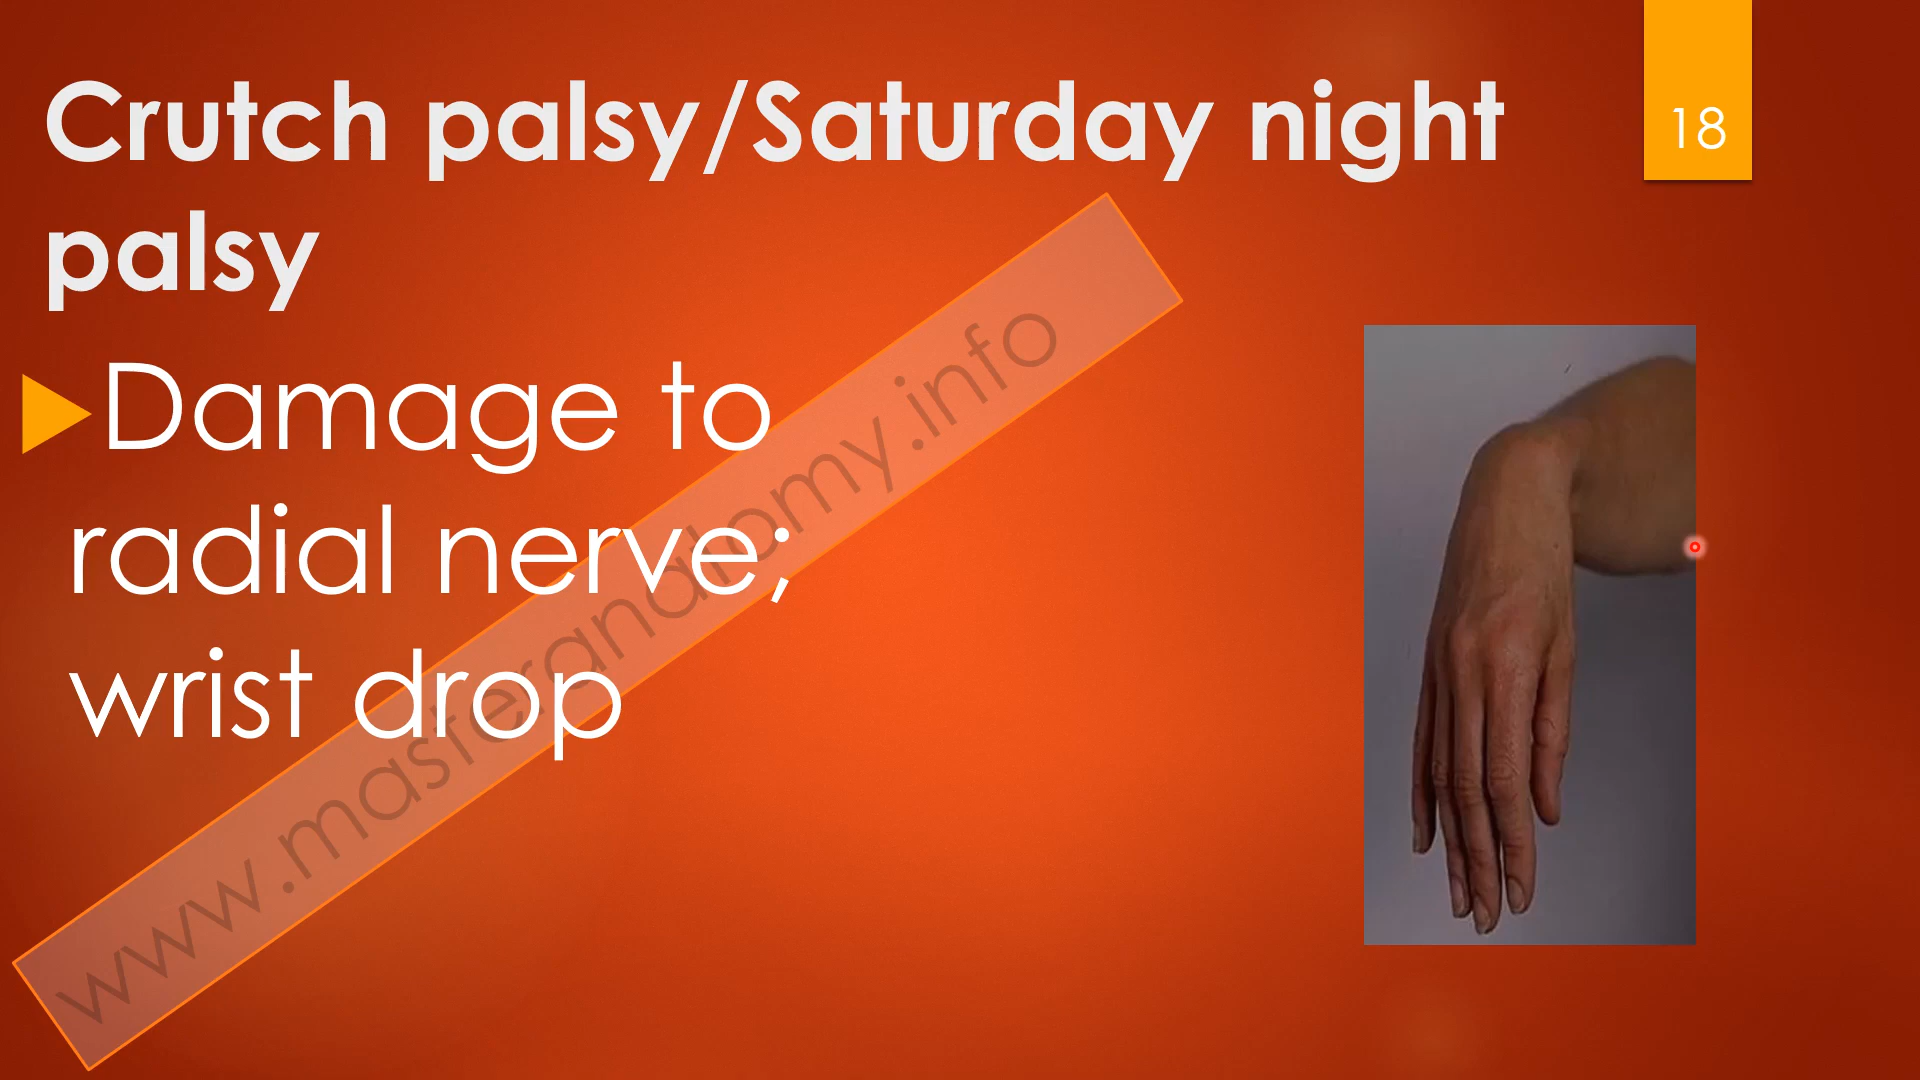 Crutch palsy/Saturday night
palsy
18
Damage to
radial nerve;
wrist drop
www.masteranatomy.info